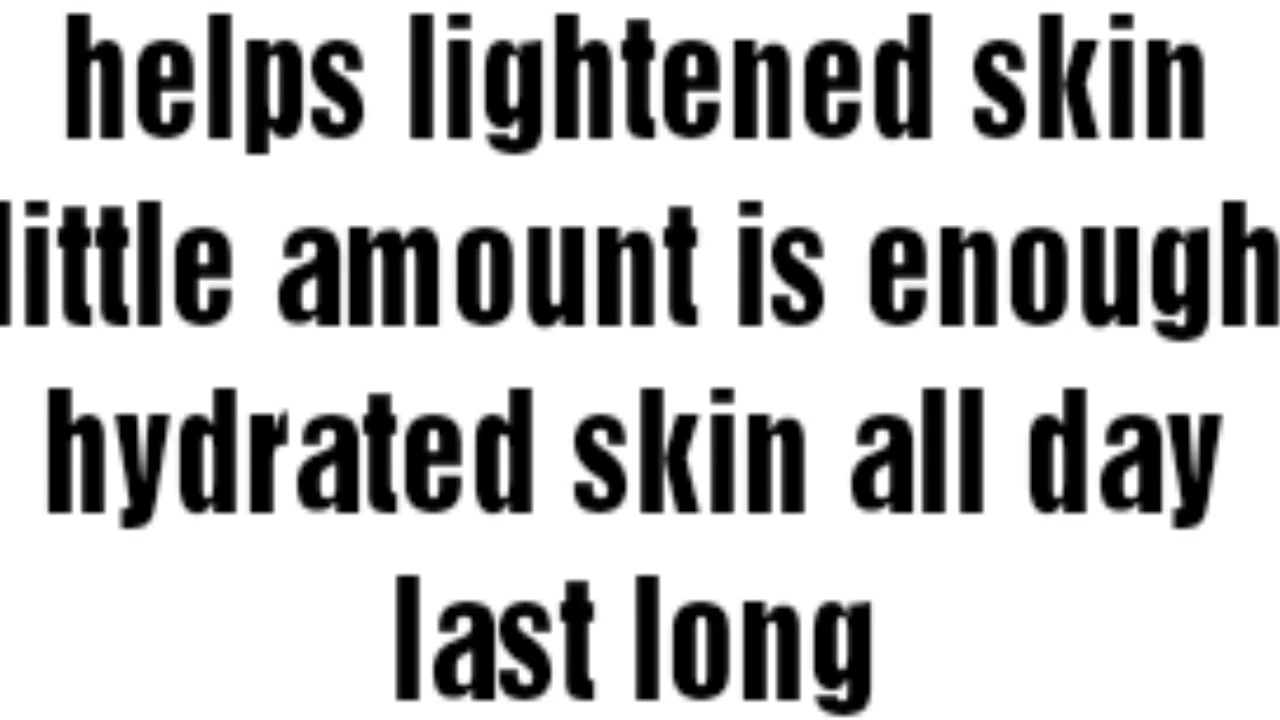 helps lightened skin
little amount is enough
hydrated skin all day
last long